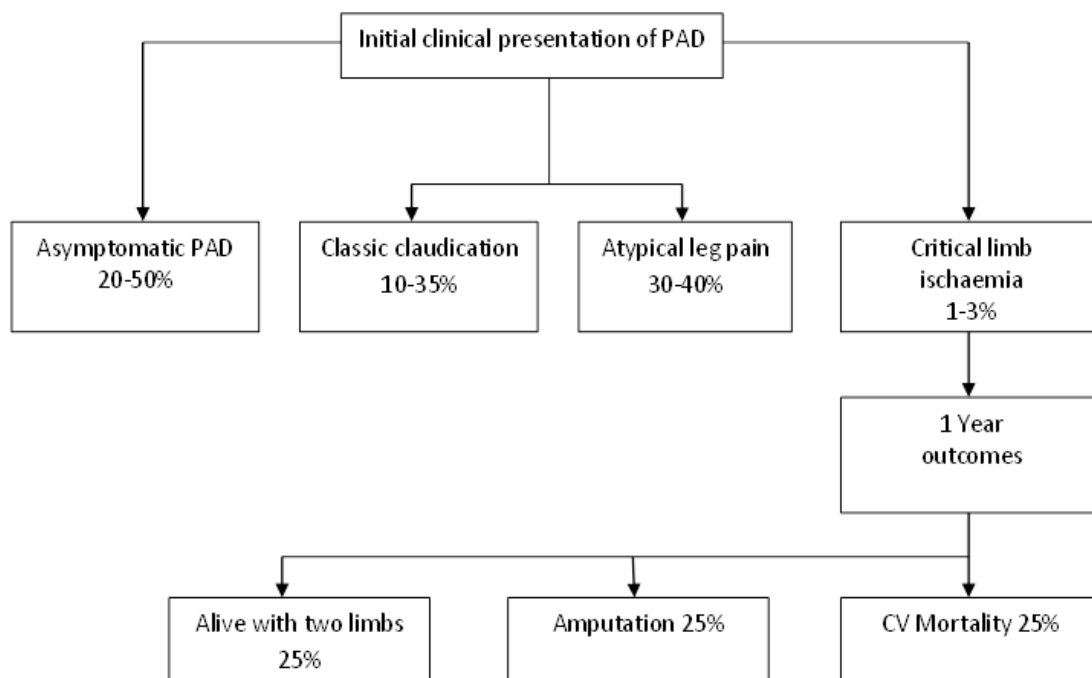 Initial clinical presentation of PAD
Asymptomatic PAD
20-50%
Classic claudication
10-35%
Atypical leg pain
30-40%
Critical limb
ischaemia
1-3%
1 Year
outcomes
Alive with two limbs
25%
Amputation 25%
CV Mortality 25%